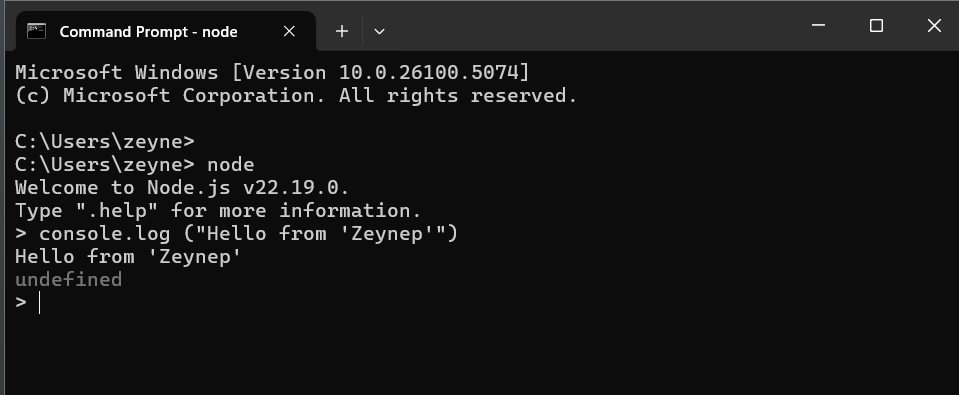 Command Prompt - node
Microsoft Windows [Version 10.0.26100.5074]
(c) Microsoft Corporation. All rights reserved.
C:\Users\zeyne>
C:\Users\zeyne> node
Welcome to Node.js v22.19.0.
Type ".help" for more information.
> console.log ("Hello from 'Zeynep'")
Hello from 'Zeynep'
undefined
>